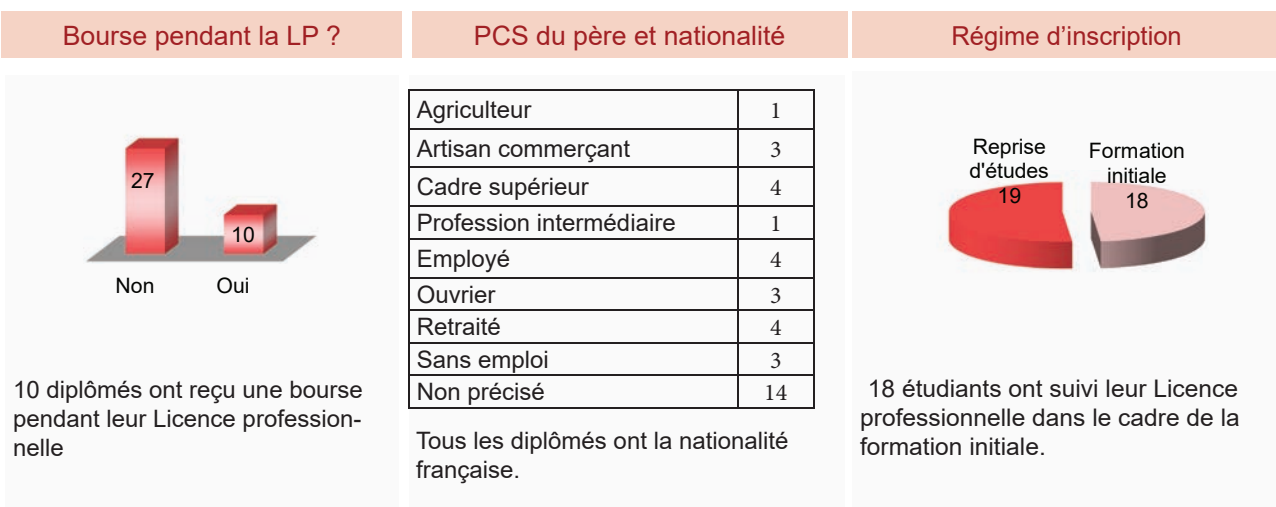 Bourse pendant la LP ?
27
10
Non Oui
10 diplômés ont reçu une bourse
pendant leur Licence profession-
nelle
PCS du père et nationalité
Agriculteur 1
Artisan commerçant 3
Cadre supérieur 4
Profession intermédiaire 1
Employé 4
Ouvrier 3
Retraité 4
Sans emploi 3
Non précisé 14
Tous les diplômés ont la nationalité
française.
Régime d’inscription
Reprise
d'études
19
Formation
initiale
18
18 étudiants ont suivi leur Licence
professionnelle dans le cadre de la
formation initiale.